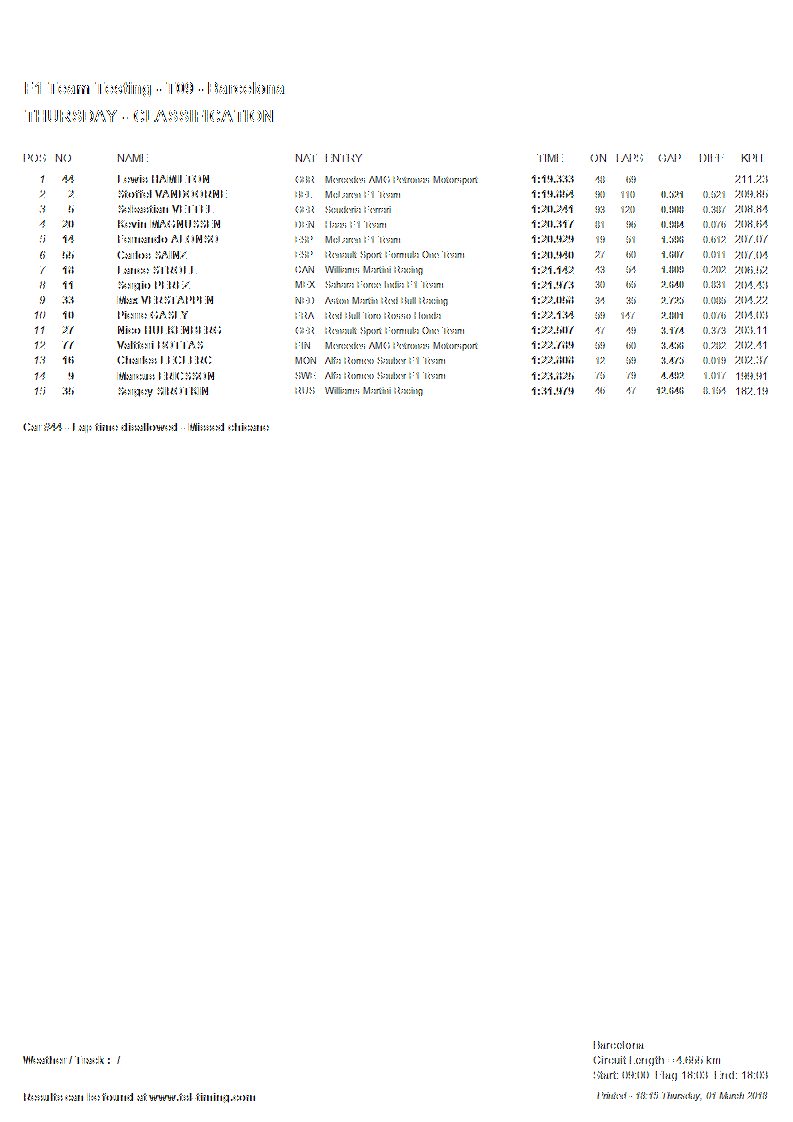 F1 Team Testing - T09 - Barcelona
THURSDAY - CLASSIFICATION
POS NO NAME NAT ENTRY TIME ON LAPS GAP DIFF KPH
1 44 Lewis HAMILTON GBR Mercedes AMG Petronas Motorsport 1:19.333 48 69 211.23
2 2 Stoffel VANDOORNE BEL McLaren F1 Team 1:19.854 90 110 0.521 0.521 209.85
3 5 Sebastian VETTEL GER Scuderia Ferrari 1:20.241 93 120 0.908 0.387 208.84
4 20 Kevin MAGNUSSEN DEN Haas F1 Team 1:20.317 81 96 0.984 0.076 208.64
5 14 Fernando ALONSO ESP McLaren F1 Team 1:20.929 19 51 1.596 0.612 207.07
6 55 Carlos SAINZ ESP Renault Sport Formula One Team 1:20.940 27 60 1.607 0.011 207.04
7 18 Lance STROLL CAN Williams Martini Racing 1:21.142 43 54 1.809 0.202 206.52
8 11 Sergio PEREZ MEX Sahara Force India F1 Team 1:21.973 30 65 2.640 0.831 204.43
9 33 Max VERSTAPPEN NED Aston Martin Red Bull Racing 1:22.058 34 35 2.725 0.085 204.22
10 10 Pierre GASLY FRA Red Bull Toro Rosso Honda 1:22.134 59 147 2.801 0.076 204.03
11 27 Nico HULKENBERG GER Renault Sport Formula One Team 1:22.507 47 49 3.174 0.373 203.11
12 77 Valtteri BOTTAS FIN Mercedes AMG Petronas Motorsport 1:22.789 59 60 3.456 0.282 202.41
13 16 Charles LECLERC MON Alfa Romeo Sauber F1 Team 1:22.808 12 59 3.475 0.019 202.37
14 9 Marcus ERICSSON SWE Alfa Romeo Sauber F1 Team 1:23.825 75 79 4.492 1.017 199.91
15 35 Sergey SIROTKIN RUS Williams Martini Racing 1:31.979 46 47 12.646 8.154 182.19
Car #44 - Lap time disallowed - Missed chicane
Barcelona
Weather / Track : / Circuit Length = 4.655 km
Start: 09:00 Flag 18:03 End: 18:03
Results can be found at www.tsl-timing.com Printed - 18:15 Thursday, 01 March 2018